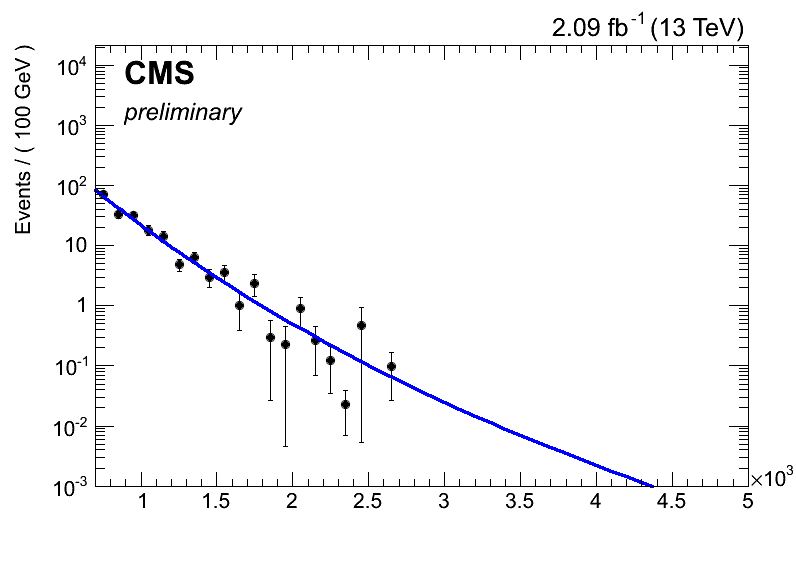 2.09 fb⁻¹ (13 TeV)
CMS
preliminary
Events / ( 100 GeV )
10⁴
10³
10²
10
1
10⁻¹
10⁻²
10⁻³
1 1.5 2 2.5 3 3.5 4 4.5 5
×10³